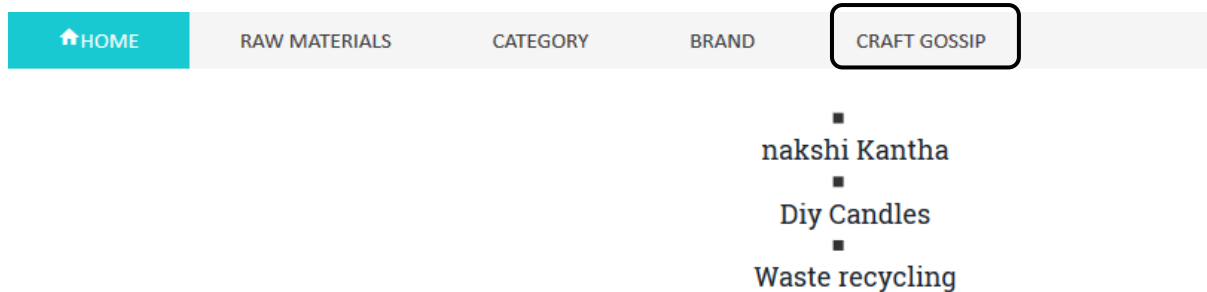 HOME RAW MATERIALS CATEGORY BRAND CRAFT GOSSIP
nakshi Kantha
Diy Candles
Waste recycling